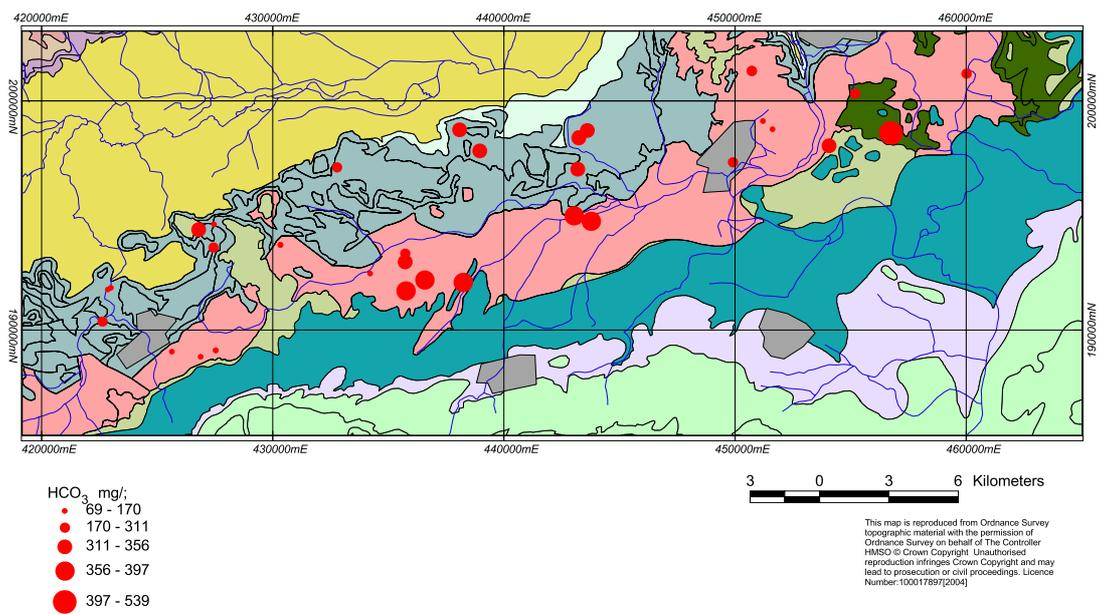 420000mE 430000mE 440000mE 450000mE 460000mE
200000mN 200000mN
190000mN 190000mN
420000mE 430000mE 440000mE 450000mE 460000mE
HCO3 mg/;
69 - 170
170 - 311
311 - 356
356 - 397
397 - 539
3 0 3 6 Kilometers
This map is reproduced from Ordnance Survey
topographic material with the permission of
Ordnance Survey on behalf of The Controller
HMSO © Crown Copyright Unauthorised
reproduction infringes Crown Copyright and may
lead to prosecution or civil proceedings. Licence
Number:100017897[2004]